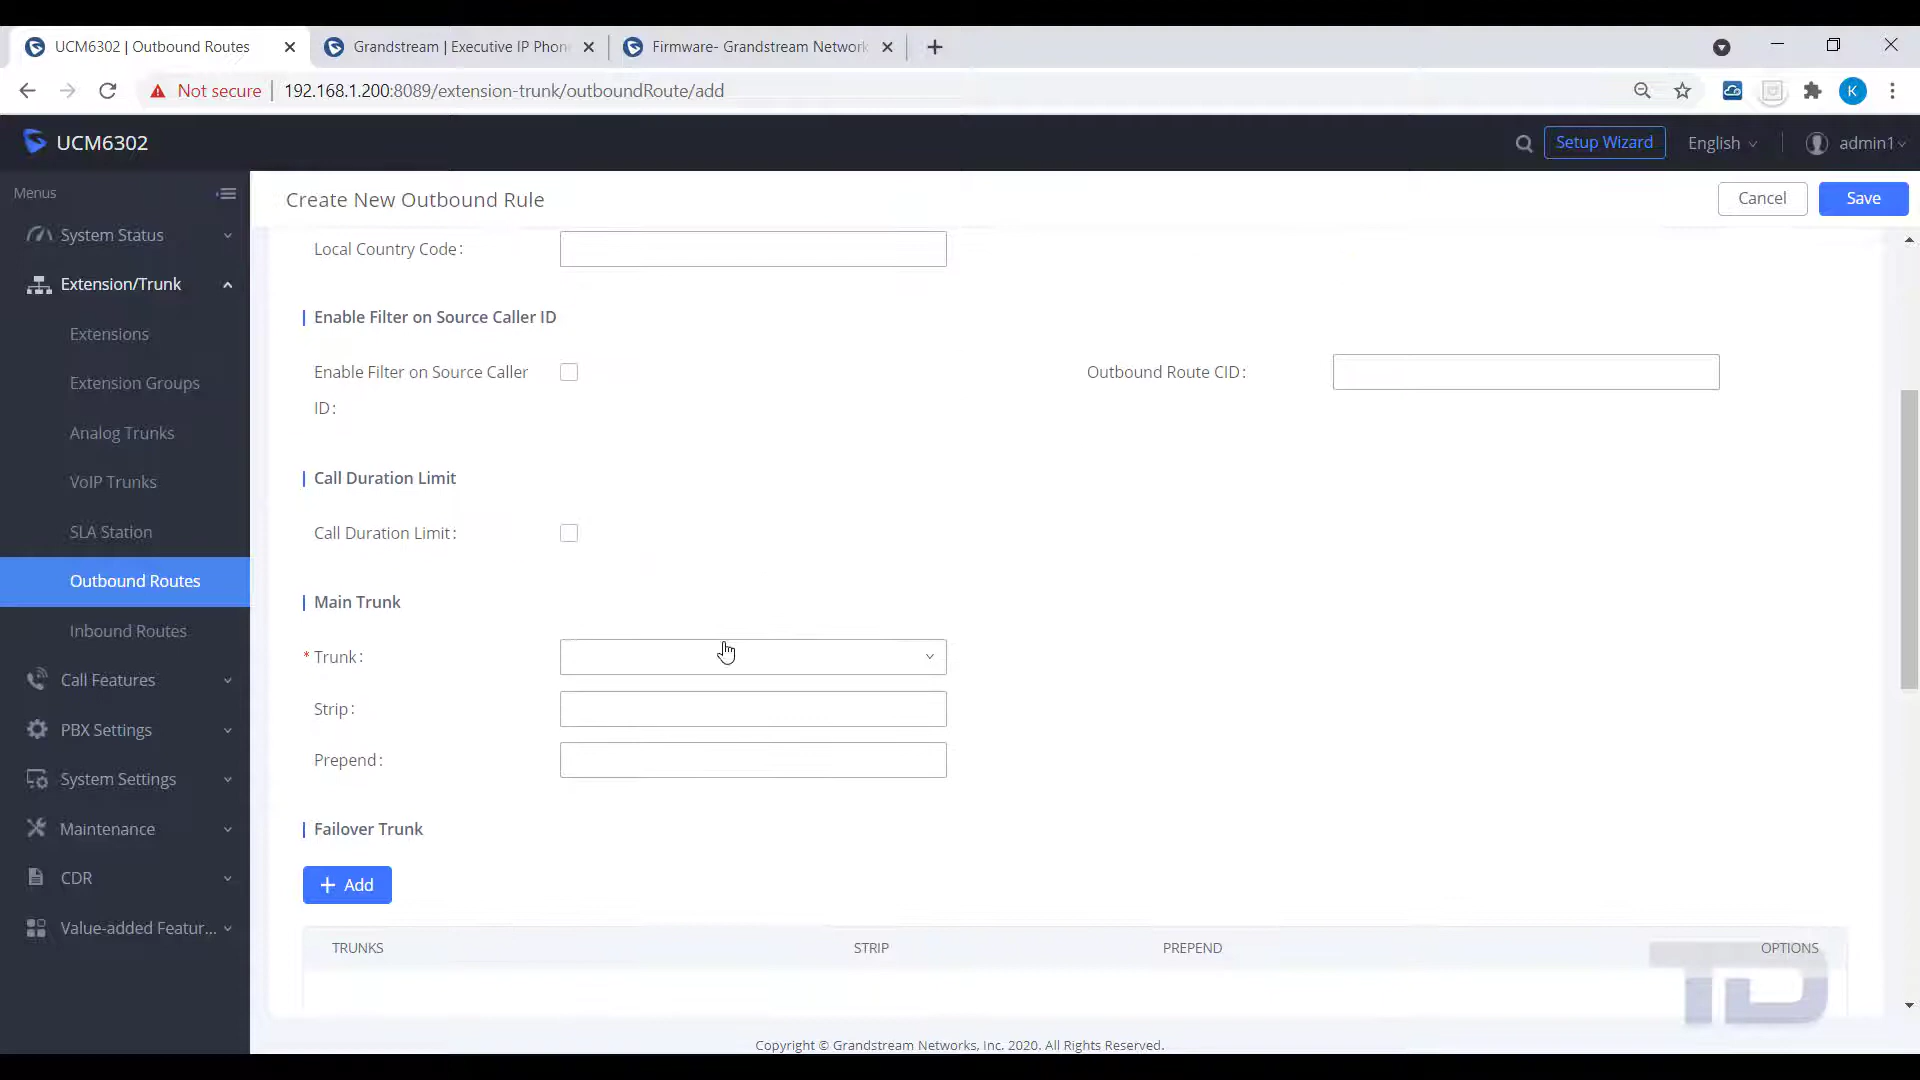 UCM6302 | Outbound Routes
Grandstream | Executive IP Phon
Firmware- Grandstream Network
Not secure
192.168.1.200:8089/extension-trunk/outboundRoute/add
K
UCM6302
Setup Wizard
English
admin1
Menus
System Status
Extension/Trunk
Extensions
Extension Groups
Analog Trunks
VoIP Trunks
SLA Station
Outbound Routes
Inbound Routes
Call Features
PBX Settings
System Settings
Maintenance
CDR
Value-added Featur...
Create New Outbound Rule
Cancel
Save
Local Country Code:
Enable Filter on Source Caller ID
Enable Filter on Source Caller
ID:
Outbound Route CID:
Call Duration Limit
Call Duration Limit:
Main Trunk
* Trunk:
Strip:
Prepend:
Failover Trunk
+ Add
TRUNKS STRIP PREPEND OPTIONS
TD
Copyright © Grandstream Networks, Inc. 2020. All Rights Reserved.